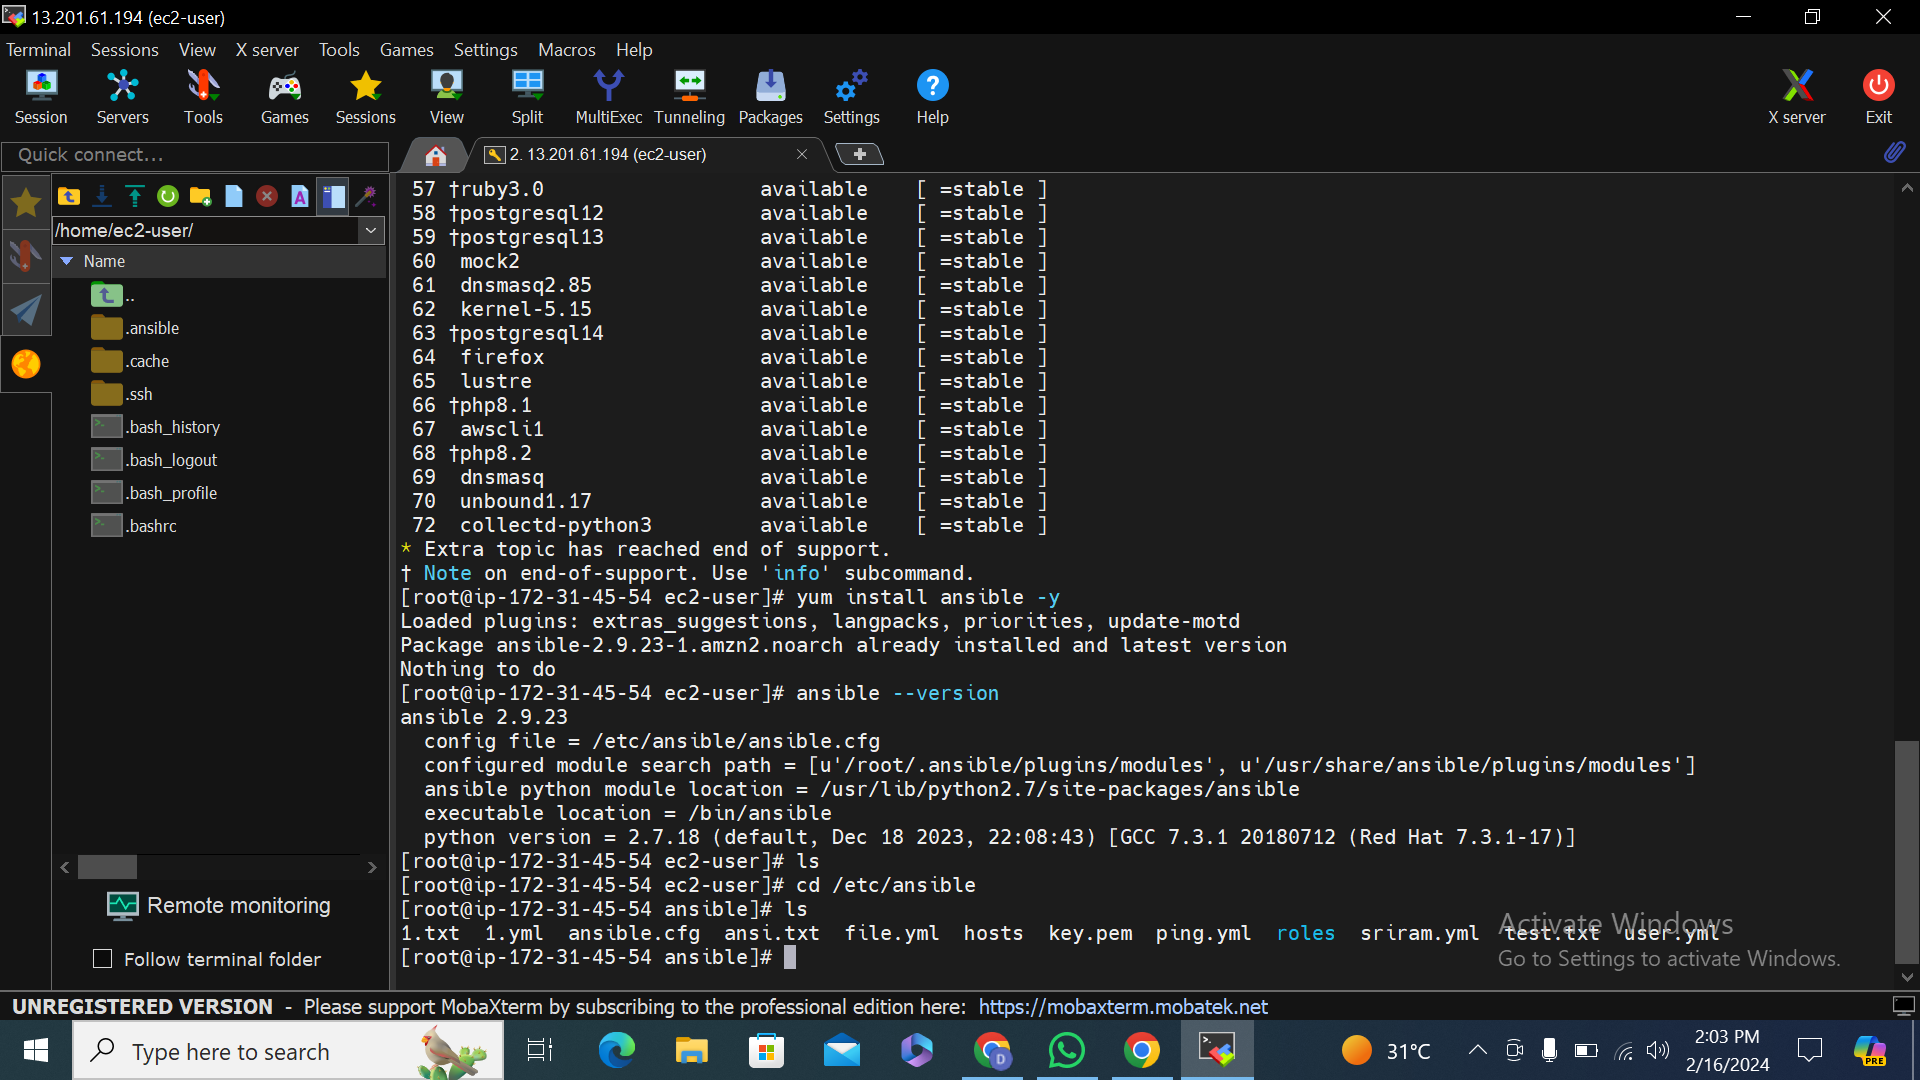 13.201.61.194 (ec2-user)
Terminal Sessions View X server Tools Games Settings Macros Help
Session Servers Tools Games Sessions View Split MultiExec Tunneling Packages Settings Help X server Exit
Quick connect...
2. 13.201.61.194 (ec2-user)
/home/ec2-user/
Name
..
.ansible
.cache
.ssh
.bash_history
.bash_logout
.bash_profile
.bashrc
Remote monitoring
Follow terminal folder
57 †ruby3.0 available [ =stable ]
58 †postgresql12 available [ =stable ]
59 †postgresql13 available [ =stable ]
60 mock2 available [ =stable ]
61 dnsmasq2.85 available [ =stable ]
62 kernel-5.15 available [ =stable ]
63 †postgresql14 available [ =stable ]
64 firefox available [ =stable ]
65 lustre available [ =stable ]
66 †php8.1 available [ =stable ]
67 awscli1 available [ =stable ]
68 †php8.2 available [ =stable ]
69 dnsmasq available [ =stable ]
70 unbound1.17 available [ =stable ]
72 collectd-python3 available [ =stable ]
* Extra topic has reached end of support.
† Note on end-of-support. Use 'info' subcommand.
[root@ip-172-31-45-54 ec2-user]# yum install ansible -y
Loaded plugins: extras_suggestions, langpacks, priorities, update-motd
Package ansible-2.9.23-1.amzn2.noarch already installed and latest version
Nothing to do
[root@ip-172-31-45-54 ec2-user]# ansible --version
ansible 2.9.23
config file = /etc/ansible/ansible.cfg
configured module search path = [u'/root/.ansible/plugins/modules', u'/usr/share/ansible/plugins/modules']
ansible python module location = /usr/lib/python2.7/site-packages/ansible
executable location = /bin/ansible
python version = 2.7.18 (default, Dec 18 2023, 22:08:43) [GCC 7.3.1 20180712 (Red Hat 7.3.1-17)]
[root@ip-172-31-45-54 ec2-user]# ls
[root@ip-172-31-45-54 ec2-user]# cd /etc/ansible
[root@ip-172-31-45-54 ansible]# ls
1.txt 1.yml ansible.cfg ansi.txt file.yml hosts key.pem ping.yml roles sriram.yml test.txt user.yml
[root@ip-172-31-45-54 ansible]#
Activate Windows
Go to Settings to activate Windows.
UNREGISTERED VERSION - Please support MobaXterm by subscribing to the professional edition here: https://mobaxterm.mobatek.net
Type here to search
D
31°C
PRE
2:03 PM
2/16/2024